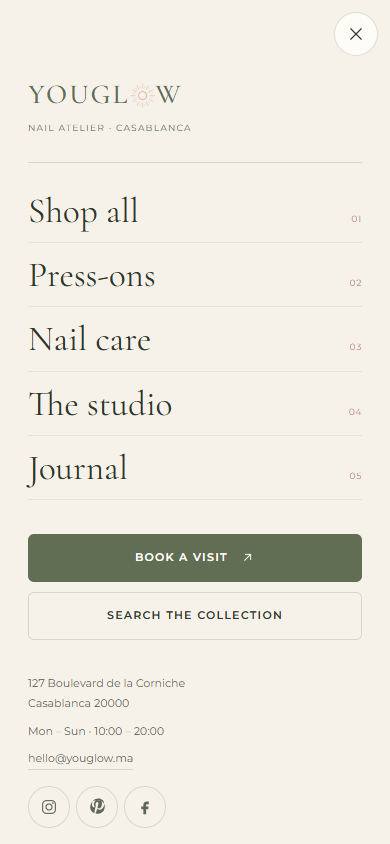 YOUGLOW
NAIL ATELIER · CASABLANCA
Shop all 01
Press-ons 02
Nail care 03
The studio 04
Journal 05
BOOK A VISIT
SEARCH THE COLLECTION
127 Boulevard de la Corniche
Casablanca 20000
Mon – Sun · 10:00 – 20:00
hello@youglow.ma